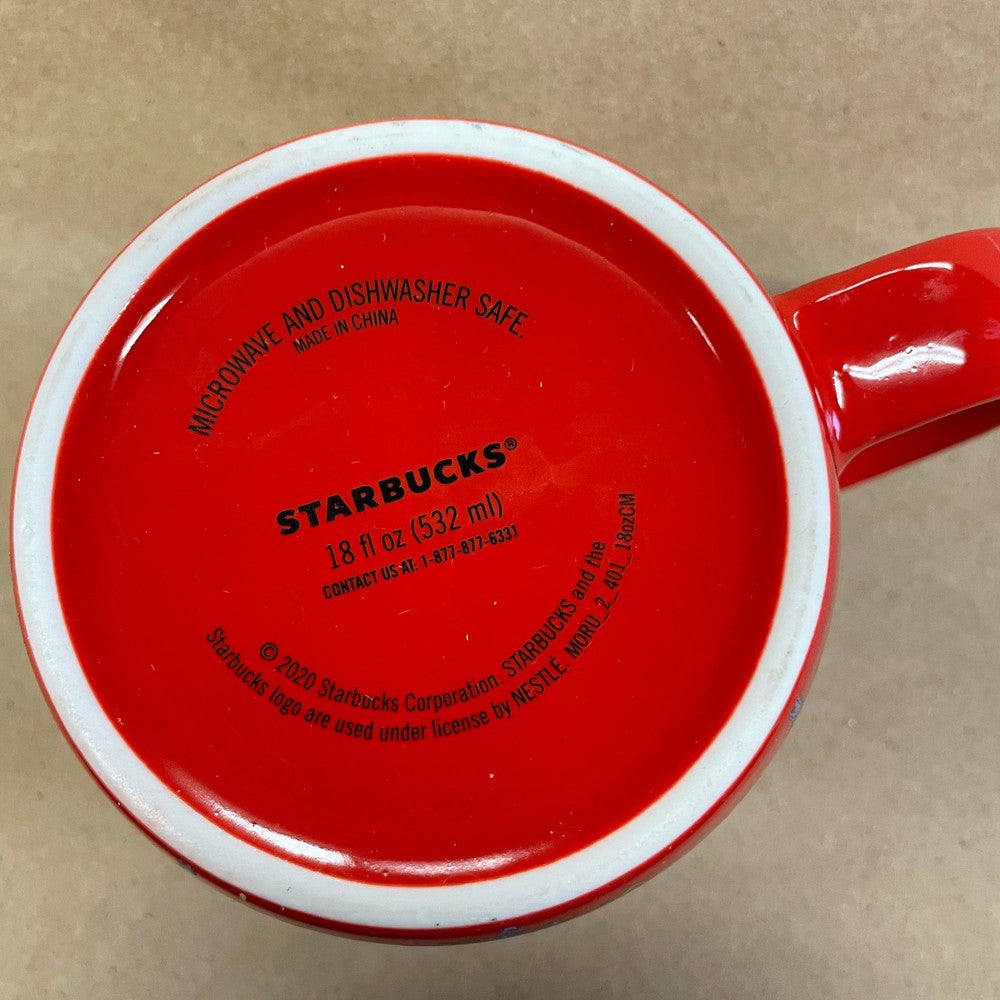 MICROWAVE AND DISHWASHER SAFE.
MADE IN CHINA
STARBUCKS®
18 fl oz (532 ml)
CONTACT US AT: 1-877-877-6331
© 2020 Starbucks Corporation. STARBUCKS and the
Starbucks logo are used under license by NESTLÉ. MORU_2_401_18ozCM